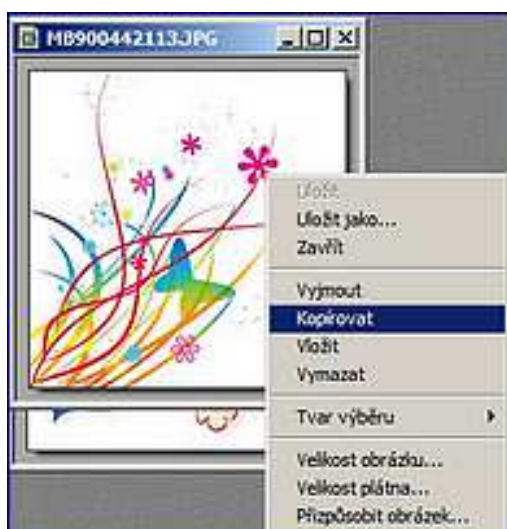 MB900442113.JPG
Uložit
Uložit jako...
Zavřít
Vyjmout
Kopírovat
Vložit
Vymazat
Tvar výběru
Velikost obrázku...
Velikost plátna...
Přizpůsobit obrázek...